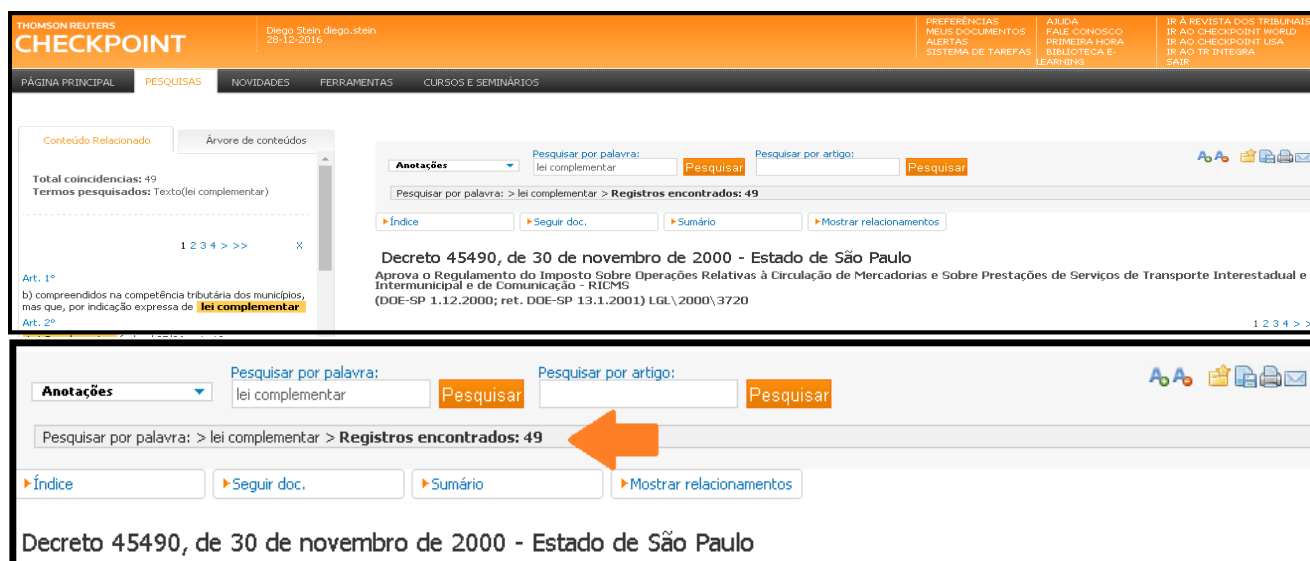 THOMSON REUTERS
CHECKPOINT
Diego Stein diego.stein
28-12-2016
PREFERÊNCIAS
MEUS DOCUMENTOS
ALERTAS
SISTEMA DE TAREFAS
AJUDA
FALE CONOSCO
PRIMEIRA HORA
BIBLIOTECA E-
LEARNING
IR À REVISTA DOS TRIBUNAIS
IR AO CHECKPOINT WORLD
IR AO CHECKPOINT USA
IR AO TR INTEGRA
SAIR
PÁGINA PRINCIPAL PESQUISAS NOVIDADES FERRAMENTAS CURSOS E SEMINÁRIOS
Conteúdo Relacionado Árvore de conteúdos
Total coincidencias: 49
Termos pesquisados: Texto(lei complementar)
1 2 3 4 > >> X
Art. 1º
b) compreendidos na competência tributária dos municípios,
mas que, por indicação expressa de lei complementar
Art. 2º
Pesquisar por palavra: Pesquisar por artigo:
Anotações lei complementar Pesquisar Pesquisar
Pesquisar por palavra: > lei complementar > Registros encontrados: 49
Índice Seguir doc. Sumário Mostrar relacionamentos
Decreto 45490, de 30 de novembro de 2000 - Estado de São Paulo
Aprova o Regulamento do Imposto Sobre Operações Relativas à Circulação de Mercadorias e Sobre Prestações de Serviços de Transporte Interestadual e
Intermunicipal e de Comunicação - RICMS
(DOE-SP 1.12.2000; ret. DOE-SP 13.1.2001) LGL\2000\3720
1 2 3 4 > >
Pesquisar por palavra: Pesquisar por artigo:
Anotações lei complementar Pesquisar Pesquisar
Pesquisar por palavra: > lei complementar > Registros encontrados: 49
Índice Seguir doc. Sumário Mostrar relacionamentos
Decreto 45490, de 30 de novembro de 2000 - Estado de São Paulo